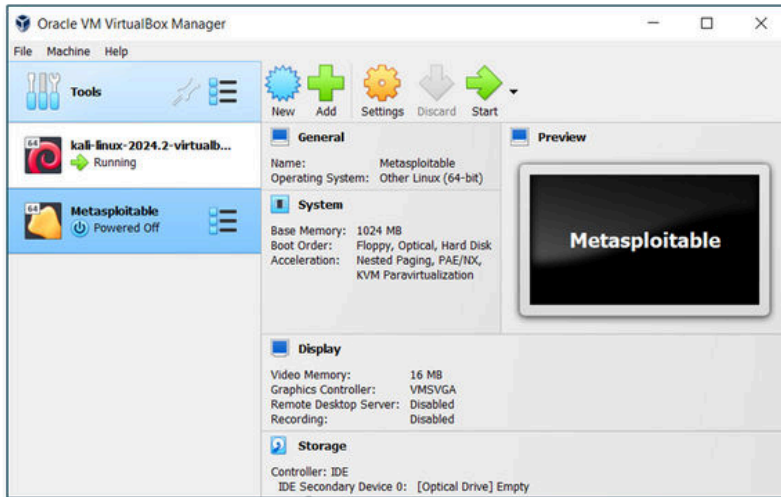 Oracle VM VirtualBox Manager
File Machine Help
Tools
New Add Settings Discard Start
64
kali-linux-2024.2-virtualb...
Running
64
Metasploitable
Powered Off
General
Name: Metasploitable
Operating System: Other Linux (64-bit)
System
Base Memory: 1024 MB
Boot Order: Floppy, Optical, Hard Disk
Acceleration: Nested Paging, PAE/NX,
KVM Paravirtualization
Preview
Metasploitable
Display
Video Memory: 16 MB
Graphics Controller: VMSVGA
Remote Desktop Server: Disabled
Recording: Disabled
Storage
Controller: IDE
IDE Secondary Device 0: [Optical Drive] Empty